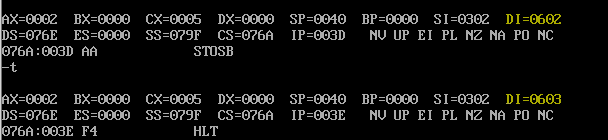 AX=0002 BX=0000 CX=0005 DX=0000 SP=0040 BP=0000 SI=0302 DI=0602
DS=076E ES=0000 SS=079F CS=076A IP=003D NV UP EI PL NZ NA PO NC
076A:003D AA STOSB
-t
AX=0002 BX=0000 CX=0005 DX=0000 SP=0040 BP=0000 SI=0302 DI=0603
DS=076E ES=0000 SS=079F CS=076A IP=003E NV UP EI PL NZ NA PO NC
076A:003E F4 HLT